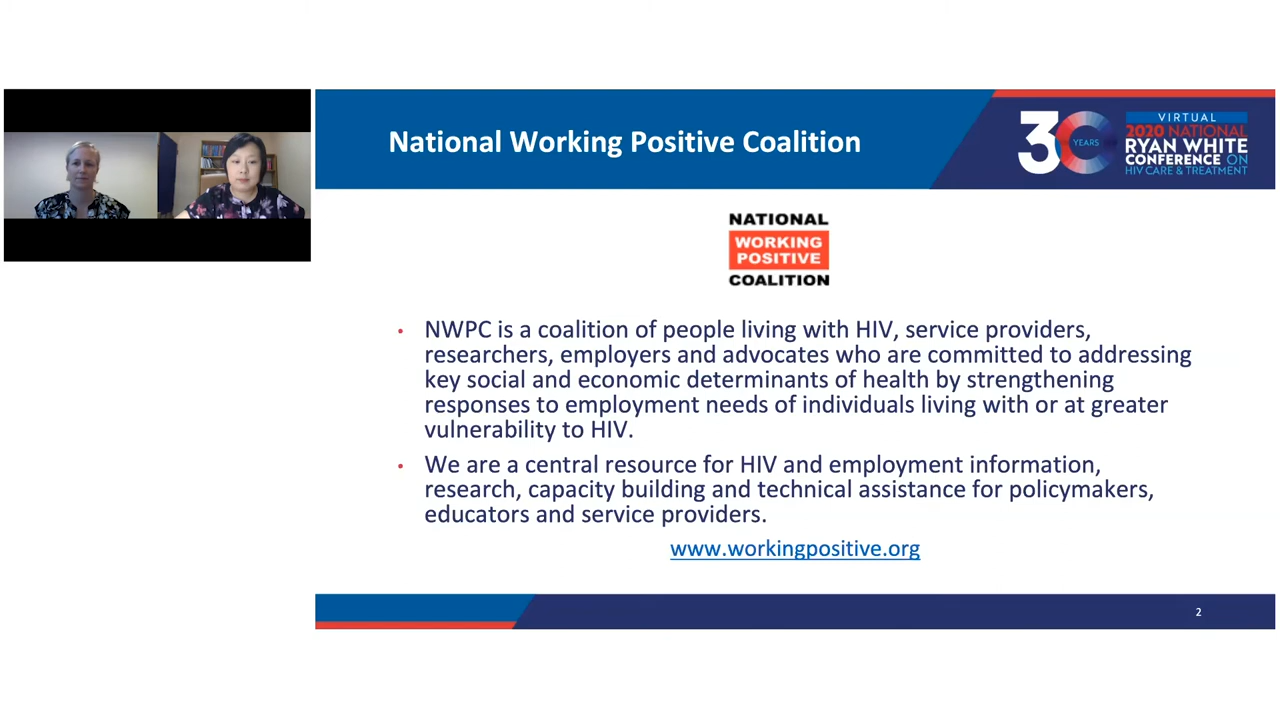 National Working Positive Coalition
30
YEARS
VIRTUAL
2020 NATIONAL
RYAN WHITE
CONFERENCE ON
HIV CARE & TREATMENT
NATIONAL
WORKING
POSITIVE
COALITION
• NWPC is a coalition of people living with HIV, service providers,
researchers, employers and advocates who are committed to addressing
key social and economic determinants of health by strengthening
responses to employment needs of individuals living with or at greater
vulnerability to HIV.
• We are a central resource for HIV and employment information,
research, capacity building and technical assistance for policymakers,
educators and service providers.
www.workingpositive.org
2